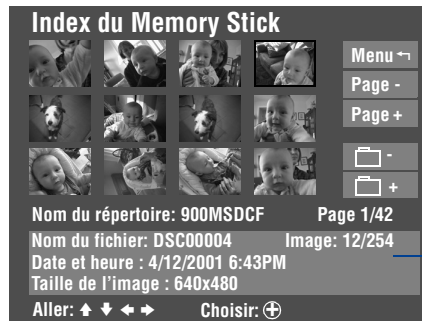 Index du Memory Stick
Menu
Page -
Page +
-
+
Nom du répertoire: 900MSDCF Page 1/42
Nom du fichier: DSC00004 Image: 12/254
Date et heure : 4/12/2001 6:43PM
Taille de l'image : 640x480
Aller: Choisir: